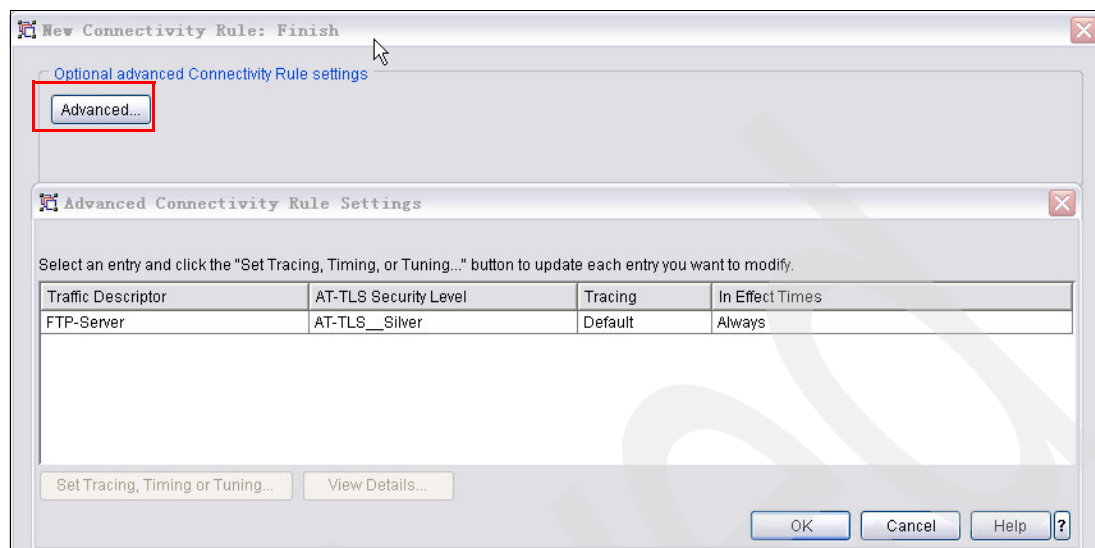 New Connectivity Rule: Finish
Optional advanced Connectivity Rule settings
Advanced...
Advanced Connectivity Rule Settings
Select an entry and click the "Set Tracing, Timing, or Tuning..." button to update each entry you want to modify.
Traffic Descriptor AT-TLS Security Level Tracing In Effect Times
FTP-Server AT-TLS__Silver Default Always
Set Tracing, Timing or Tuning... View Details...
OK Cancel Help ?